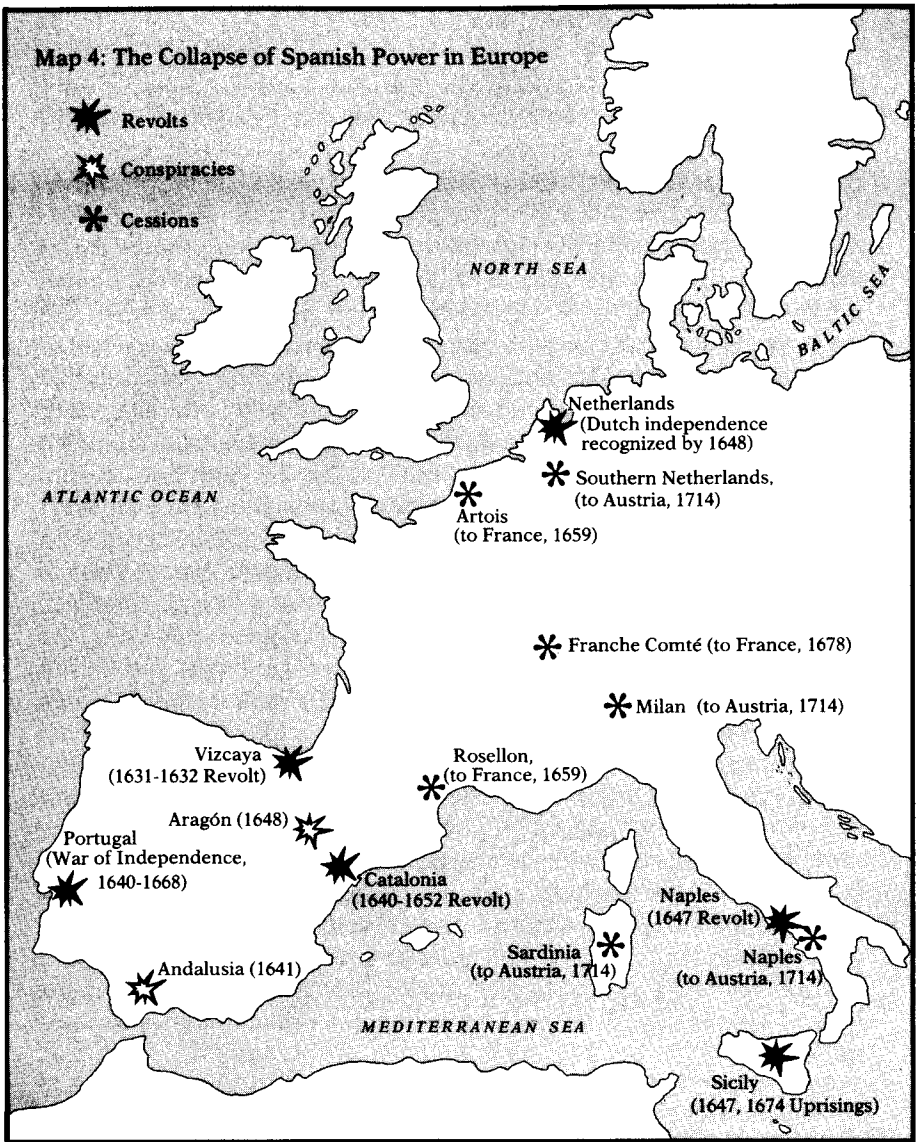 Map 4: The Collapse of Spanish Power in Europe
Revolts
Conspiracies
Cessions
NORTH SEA
BALTIC SEA
Netherlands
(Dutch independence
recognized by 1648)
Southern Netherlands,
(to Austria, 1714)
ATLANTIC OCEAN
Artois
(to France, 1659)
Franche Comté (to France, 1678)
Milan (to Austria, 1714)
Vizcaya
(1631-1632 Revolt)
Rosellon,
(to France, 1659)
Aragón (1648)
Portugal
(War of Independence,
1640-1668)
Catalonia
(1640-1652 Revolt)
Naples
(1647 Revolt)
Naples
(to Austria, 1714)
Sardinia
(to Austria, 1714)
Andalusia (1641)
MEDITERRANEAN SEA
Sicily
(1647, 1674 Uprisings)